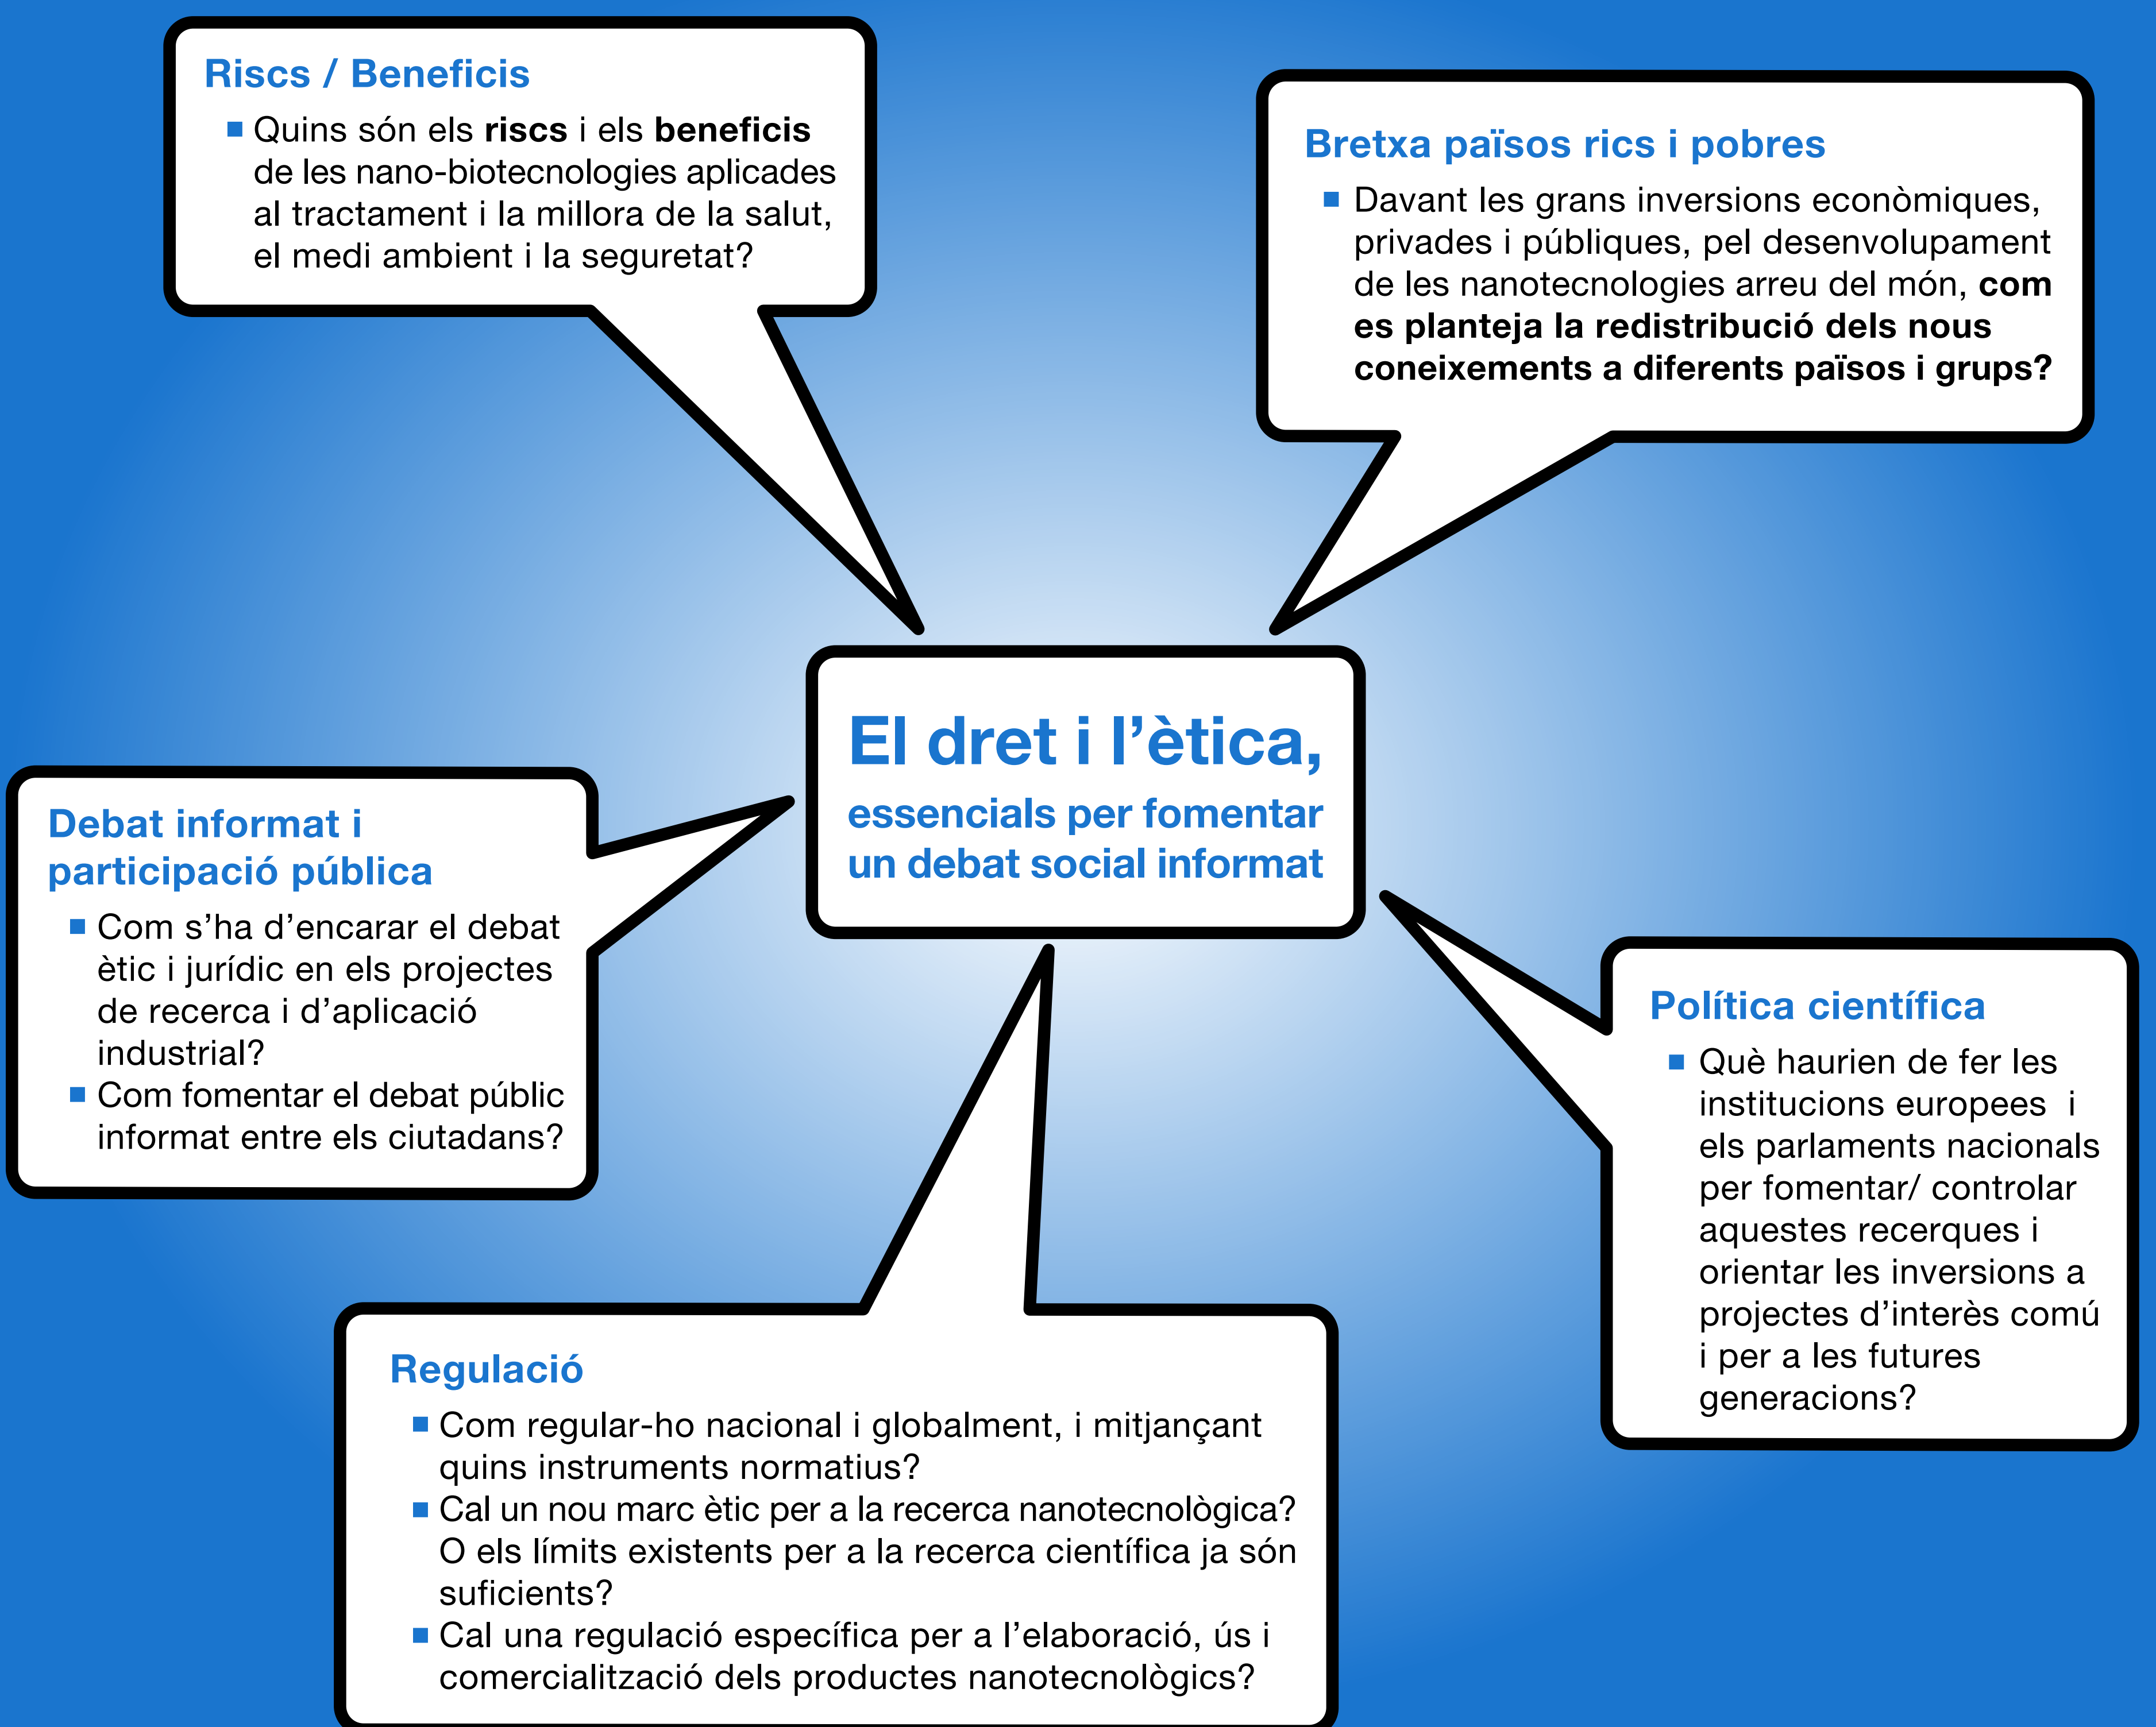 Riscs / Beneficis
■ Quins són els riscs i els beneficis
de les nano-biotecnologies aplicades
al tractament i la millora de la salut,
el medi ambient i la seguretat?
Bretxa països rics i pobres
■ Davant les grans inversions econòmiques,
privades i públiques, pel desenvolupament
de les nanotecnologies arreu del món, com
es planteja la redistribució dels nous
coneixements a diferents països i grups?
El dret i l’ètica,
essencials per fomentar
un debat social informat
Debat informat i
participació pública
■ Com s’ha d’encarar el debat
ètic i jurídic en els projectes
de recerca i d’aplicació
industrial?
■ Com fomentar el debat públic
informat entre els ciutadans?
Política científica
■ Què haurien de fer les
institucions europees i
els parlaments nacionals
per fomentar/ controlar
aquestes recerques i
orientar les inversions a
projectes d’interès comú
i per a les futures
generacions?
Regulació
■ Com regular-ho nacional i globalment, i mitjançant
quins instruments normatius?
■ Cal un nou marc ètic per a la recerca nanotecnològica?
O els límits existents per a la recerca científica ja són
suficients?
■ Cal una regulació específica per a l’elaboració, ús i
comercialització dels productes nanotecnològics?